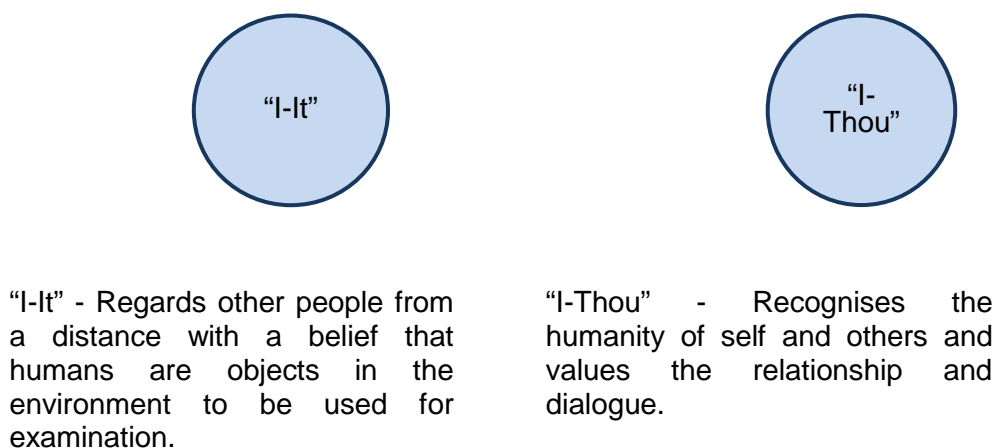 “I-It”
“I-
Thou”
“I-It” - Regards other people from
a distance with a belief that
humans are objects in the
environment to be used for
examination.
“I-Thou” - Recognises the
humanity of self and others and
values the relationship and
dialogue.